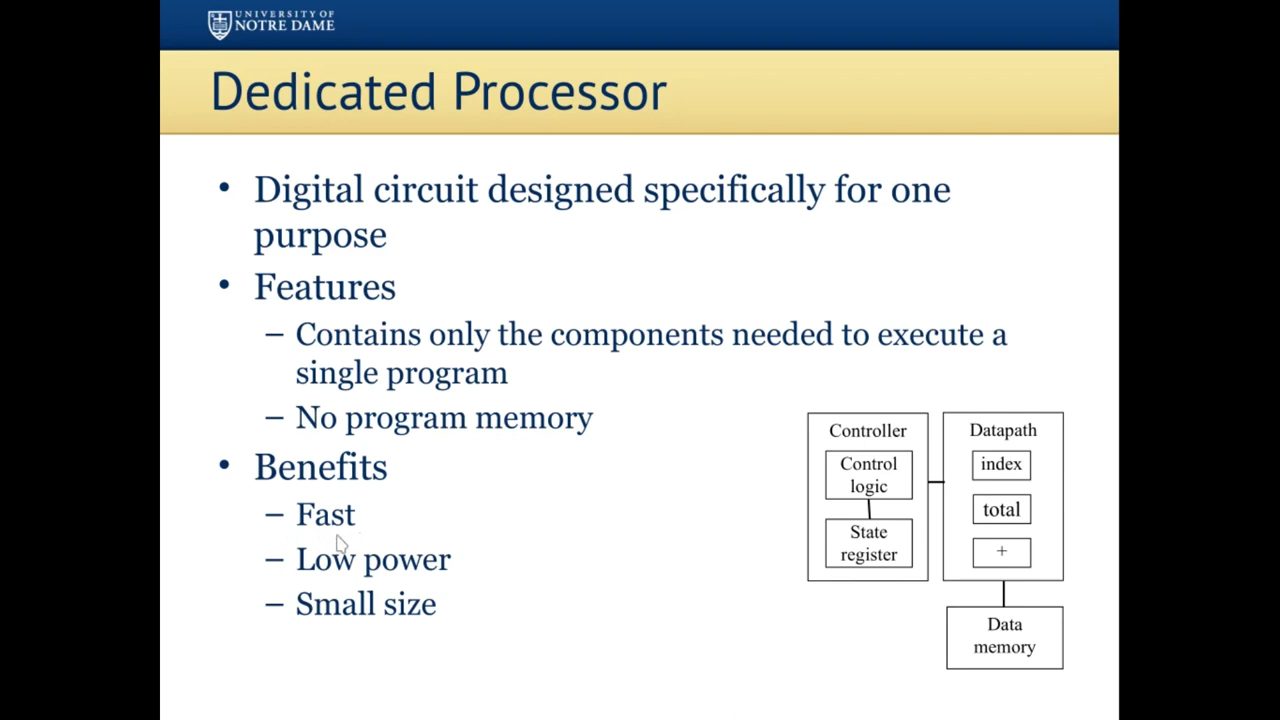 UNIVERSITY OF
NOTRE DAME
Dedicated Processor
• Digital circuit designed specifically for one
purpose
• Features
– Contains only the components needed to execute a
single program
– No program memory
• Benefits
– Fast
– Low power
– Small size
Controller
Control
logic
State
register
Datapath
index
total
+
Data
memory